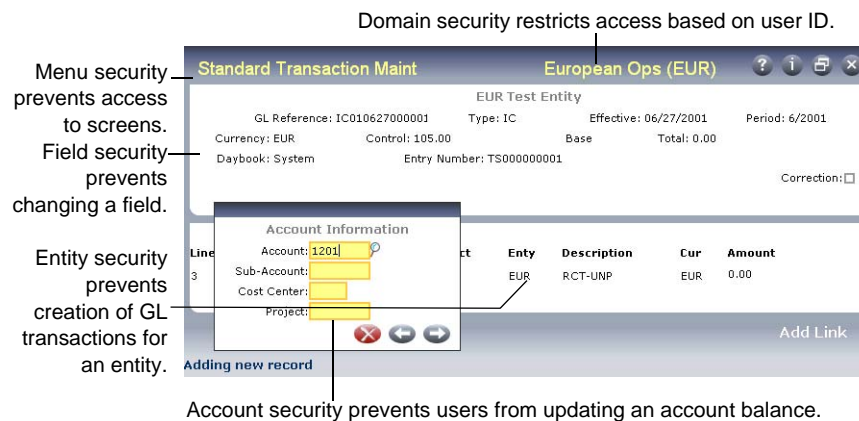 Domain security restricts access based on user ID.
Menu security
prevents access
to screens.
Field security
prevents
changing a field.
Entity security
prevents
creation of GL
transactions for
an entity.
Standard Transaction Maint European Ops (EUR) ? i
EUR Test Entity
GL Reference: IC010627000001 Type: IC Effective: 06/27/2001 Period: 6/2001
Currency: EUR Control: 105.00 Base Total: 0.00
Daybook: System Entry Number: TS000000001
Correction:
Account Information
Account: 1201
Sub-Account:
Cost Center:
Project:
Line ct Enty Description Cur Amount
3 EUR RCT-UNP EUR 0.00
Add Link
Adding new record
Account security prevents users from updating an account balance.